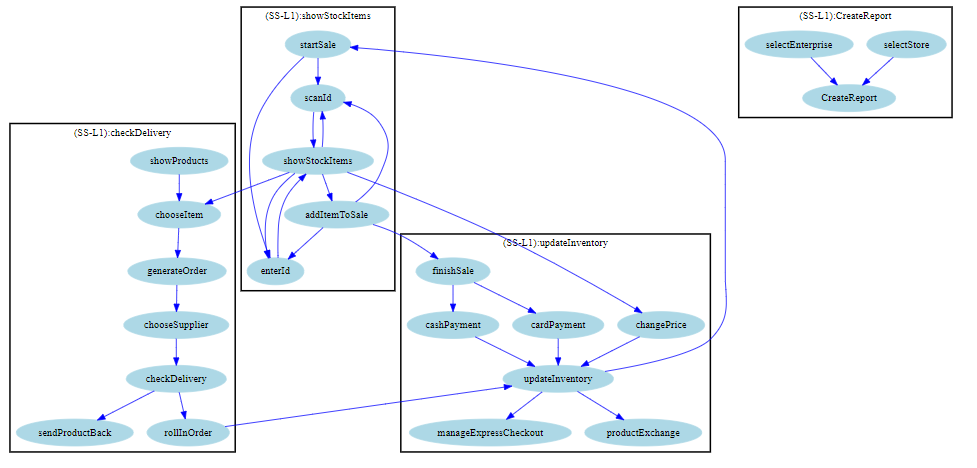 (SS-L1):showStockItems
startSale
scanId
showStockItems
addItemToSale
enterId
(SS-L1):CreateReport
selectEnterprise
selectStore
CreateReport
(SS-L1):checkDelivery
showProducts
chooseItem
generateOrder
chooseSupplier
checkDelivery
sendProductBack
rollInOrder
(SS-L1):updateInventory
finishSale
cashPayment
cardPayment
changePrice
updateInventory
manageExpressCheckout
productExchange